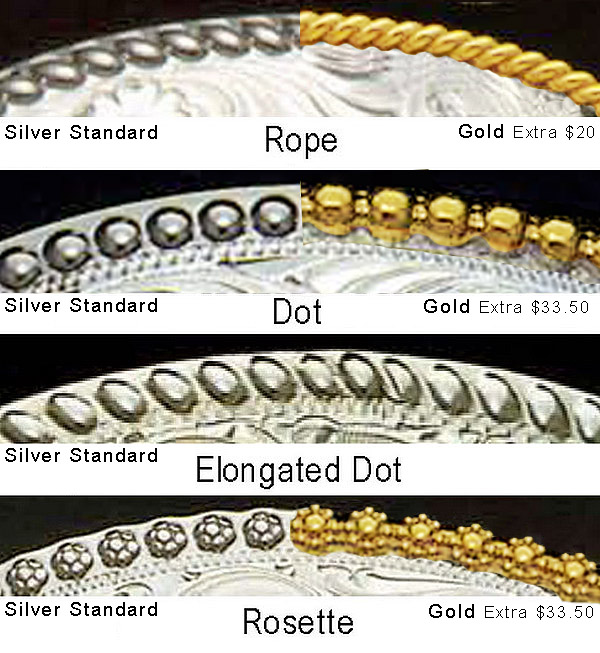 Silver Standard Rope Gold Extra $20
Silver Standard Dot Gold Extra $33.50
Silver Standard Elongated Dot
Silver Standard Rosette Gold Extra $33.50